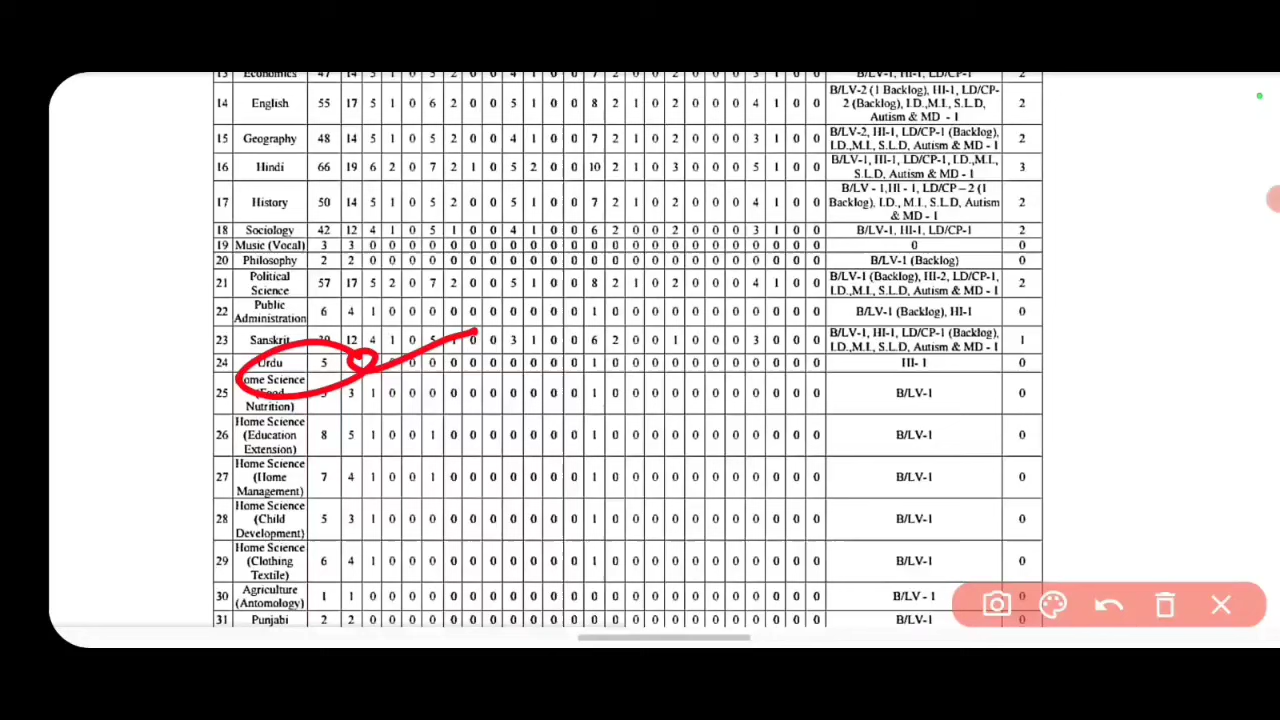 13 Economics 47 14 5 1 0 5 2 0 0 4 1 0 0 7 2 0 0 2 0 0 0 3 1 0 0 B/LV-1, HI-1, LD/CP-1 2
14 English 55 17 5 1 0 6 2 0 0 5 1 0 0 8 2 1 0 2 0 0 0 4 1 0 0 B/LV-2 (1 Backlog), HI-1, LD/CP-
2 (Backlog), I.D.,M.I., S.L.D,
Autism & MD - 1 2
15 Geography 48 14 5 1 0 5 2 0 0 4 1 0 0 7 2 1 0 2 0 0 0 3 1 0 0 B/LV-2, HI-1, LD/CP-1 (Backlog),
I.D.,M.I., S.L.D, Autism & MD - 1 2
16 Hindi 66 19 6 2 0 7 2 1 0 5 2 0 0 10 2 1 0 3 0 0 0 5 1 0 0 B/LV-1, HI-1, LD/CP-1, I.D.,M.I.,
S.L.D, Autism & MD - 1 3
17 History 50 14 5 1 0 5 2 0 0 5 1 0 0 7 2 1 0 2 0 0 0 4 1 0 0 B/LV - 1,HI - 1, LD/CP – 2 (1
Backlog), I.D., M.I., S.L.D, Autism
& MD - 1 2
18 Sociology 42 12 4 1 0 5 1 0 0 4 1 0 0 6 2 0 0 2 0 0 0 3 1 0 0 B/LV-1, HI-1, LD/CP-1 2
19 Music (Vocal) 3 3 0 0 0 0 0 0 0 0 0 0 0 0 0 0 0 0 0 0 0 0 0 0 0 0 0
20 Philosophy 2 2 0 0 0 0 0 0 0 0 0 0 0 0 0 0 0 0 0 0 0 0 0 0 0 B/LV-1 (Backlog) 0
21 Political
Science 57 17 5 2 0 7 2 0 0 5 1 0 0 8 2 1 0 2 0 0 0 4 1 0 0 B/LV-1 (Backlog), HI-2, LD/CP-1,
I.D.,M.I., S.L.D, Autism & MD - 1 2
22 Public
Administration 6 4 1 0 0 0 0 0 0 0 0 0 0 1 0 0 0 0 0 0 0 0 0 0 0 B/LV-1 (Backlog), HI-1 0
23 Sanskrit 12 4 1 0 5 0 0 3 1 0 0 6 2 0 0 1 0 0 0 3 0 0 0 B/LV-1, HI-1, LD/CP-1 (Backlog),
I.D.,M.I., S.L.D, Autism & MD - 1 1
24 Urdu 5 0 0 0 0 0 0 0 0 0 0 1 0 0 0 0 0 0 0 0 0 0 0 HI- 1 0
25 Home Science
(Food
Nutrition) 3 1 0 0 0 0 0 0 0 0 0 0 1 0 0 0 0 0 0 0 0 0 0 0 B/LV-1 0
26 Home Science
(Education
Extension) 8 5 1 0 0 1 0 0 0 0 0 0 0 1 0 0 0 0 0 0 0 0 0 0 0 B/LV-1 0
27 Home Science
(Home
Management) 7 4 1 0 0 1 0 0 0 0 0 0 0 1 0 0 0 0 0 0 0 0 0 0 0 B/LV-1 0
28 Home Science
(Child
Development) 5 3 1 0 0 0 0 0 0 0 0 0 0 1 0 0 0 0 0 0 0 0 0 0 0 B/LV-1 0
29 Home Science
(Clothing
Textile) 6 4 1 0 0 0 0 0 0 0 0 0 0 1 0 0 0 0 0 0 0 0 0 0 0 B/LV-1 0
30 Agriculture
(Antomology) 1 1 0 0 0 0 0 0 0 0 0 0 0 0 0 0 0 0 0 0 0 0 0 0 0 B/LV - 1 0
31 Punjabi 2 2 0 0 0 0 0 0 0 0 0 0 0 0 0 0 0 0 0 0 0 0 0 0 0 B/LV-1 0